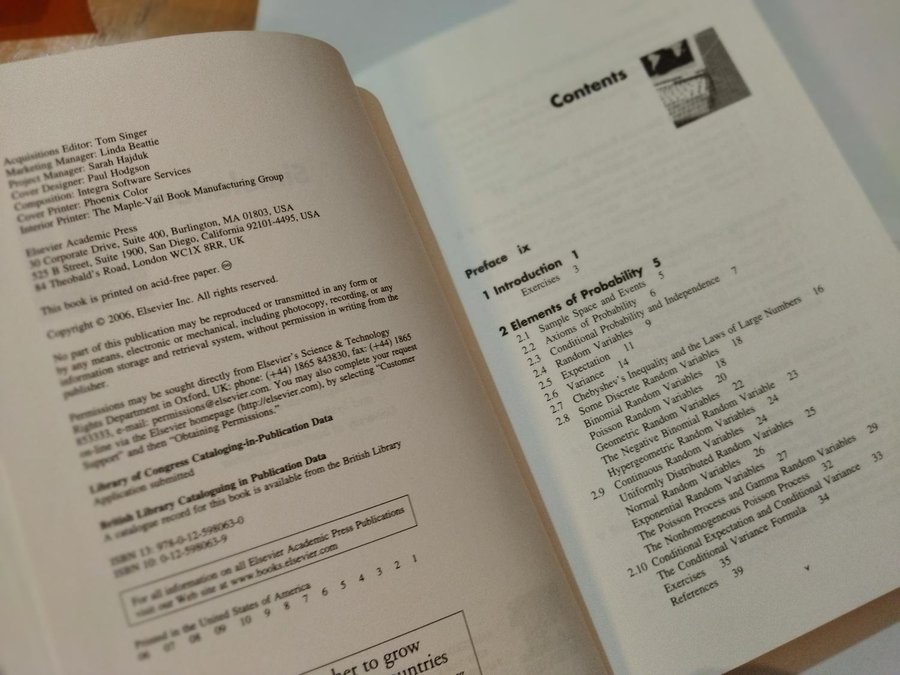 Acquisitions Editor: Tom Singer
Marketing Manager: Linda Beattie
Project Manager: Sarah Hajduk
Cover Designer: Paul Hodgson
Composition: Integra Software Services
Cover Printer: Phoenix Color
Interior Printer: The Maple-Vail Book Manufacturing Group
Elsevier Academic Press
30 Corporate Drive, Suite 400, Burlington, MA 01803, USA
525 B Street, Suite 1900, San Diego, California 92101-4495, USA
84 Theobald's Road, London WC1X 8RR, UK
This book is printed on acid-free paper.
Copyright © 2006, Elsevier Inc. All rights reserved.
No part of this publication may be reproduced or transmitted in any form or
by any means, electronic or mechanical, including photocopy, recording, or any
information storage and retrieval system, without permission in writing from the
publisher.
Permissions may be sought directly from Elsevier's Science & Technology
Rights Department in Oxford, UK: phone: (+44) 1865 843830, fax: (+44) 1865
853333, e-mail: permissions@elsevier.com. You may also complete your request
on-line via the Elsevier homepage (http://elsevier.com), by selecting "Customer
Support" and then "Obtaining Permissions."
Library of Congress Cataloging-in-Publication Data
Application submitted
British Library Cataloguing in Publication Data
A catalogue record for this book is available from the British Library
ISBN 13: 978-0-12-598063-0
ISBN 10: 0-12-598063-9
For all information on all Elsevier Academic Press Publications
visit our Web site at www.books.elsevier.com
Printed in the United States of America
06 07 08 09 10 9 8 7 6 5 4 3 2 1
to grow
Contents
Preface ix
1 Introduction 1
Exercises 3
2 Elements of Probability 5
2.1 Sample Space and Events 5
2.2 Axioms of Probability 6
2.3 Conditional Probability and Independence 7
2.4 Random Variables 9
2.5 Expectation 11
2.6 Variance 14
2.7 Chebyshev's Inequality and the Laws of Large Numbers 16
2.8 Some Discrete Random Variables 18
Binomial Random Variables 18
Poisson Random Variables 20
Geometric Random Variables 22
The Negative Binomial Random Variable 23
Hypergeometric Random Variables 24
2.9 Continuous Random Variables 24
Uniformly Distributed Random Variables 25
Normal Random Variables 26
Exponential Random Variables 27
The Poisson Process and Gamma Random Variables 29
The Nonhomogeneous Poisson Process 32
2.10 Conditional Expectation and Conditional Variance 33
The Conditional Variance Formula 34
Exercises 35
References 39
v